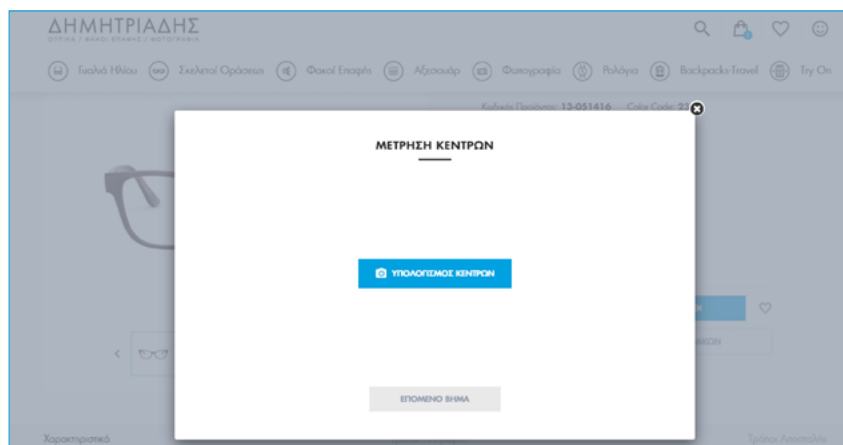 ΔΗΜΗΤΡΙΑΔΗΣ
ΟΠΤΙΚΑ / ΦΑΚΟΙ ΕΠΑΦΗΣ / ΦΩΤΟΓΡΑΦΙΑ
Γυαλιά Ηλίου Σκελετοί Οράσεως Φακοί Επαφής Αξεσουάρ Φωτογραφία Ρολόγια Backpacks-Travel Try On
Κωδικός Προϊόντος: 13-051416 Color Code:
ΜΕΤΡΗΣΗ ΚΕΝΤΡΩΝ
ΥΠΟΛΟΓΙΣΜΟΣ ΚΕΝΤΡΩΝ
ΕΠΟΜΕΝΟ ΒΗΜΑ
Χαρακτηριστικά Τρόποι Αποστολής